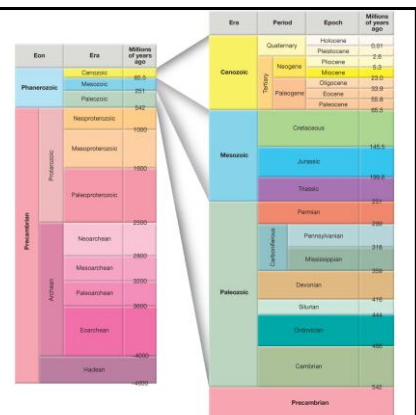 Eon Era Millions of years ago
Phanerozoic
Cenozoic
65.5
Mesozoic
251
Paleozoic
542
Precambrian
Proterozoic
Neoproterozoic
1000
Mesoproterozoic
1600
Paleoproterozoic
2500
Archean
Neoarchean
2800
Mesoarchean
3200
Paleoarchean
3600
Eoarchean
~4000
Hadean
~4600
Era Period Epoch Millions of years ago
Cenozoic
Quaternary
Holocene
0.01
Pleistocene
2.6
Tertiary
Neogene
Pliocene
5.3
Miocene
23.0
Paleogene
Oligocene
33.9
Eocene
55.8
Paleocene
65.5
Mesozoic
Cretaceous
145.5
Jurassic
199.6
Triassic
251
Paleozoic
Permian
299
Carboniferous
Pennsylvanian
318
Mississippian
359
Devonian
416
Silurian
444
Ordovician
488
Cambrian
542
Precambrian